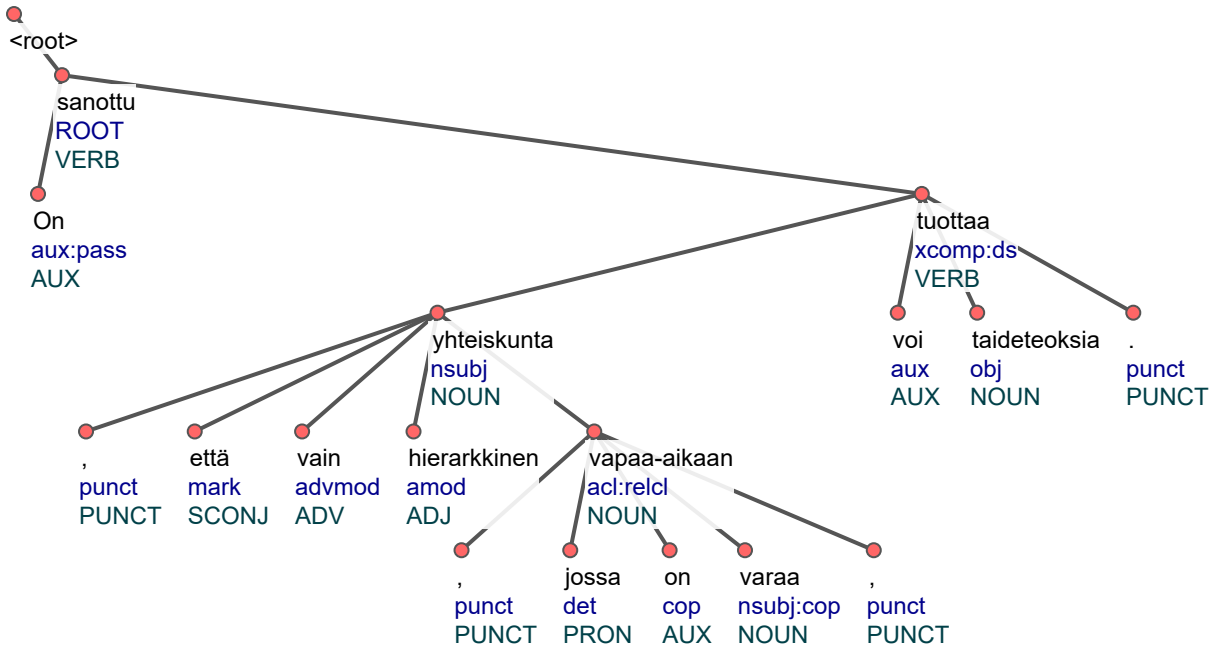 <root>
sanottu
ROOT
VERB
On
aux:pass
AUX
tuottaa
xcomp:ds
VERB
yhteiskunta
nsubj
NOUN
voi
aux
AUX
taideteoksia
obj
NOUN
.
punct
PUNCT
,
punct
PUNCT
että
mark
SCONJ
vain
advmod
ADV
hierarkkinen
amod
ADJ
vapaa-aikaan
acl:relcl
NOUN
,
punct
PUNCT
jossa
det
PRON
on
cop
AUX
varaa
nsubj:cop
NOUN
,
punct
PUNCT